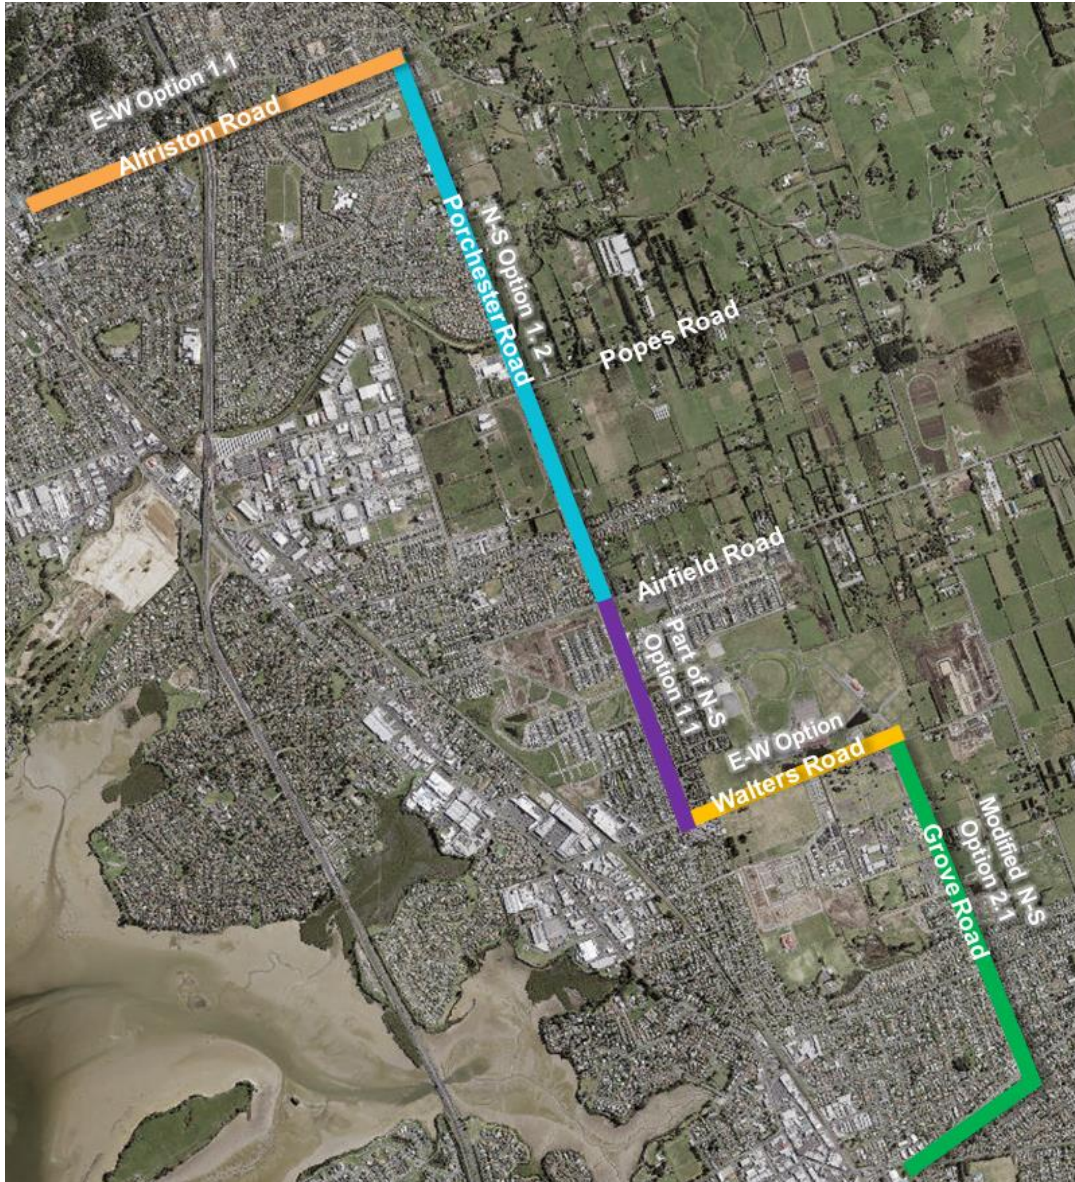 E-W Option 1.1
Alfriston Road
Porchester Road
N-S Option 1.2
Popes Road
Airfield Road
Part of N-S
Option 1.1
E-W Option
Walters Road
Modified N-S
Option 2.1
Grove Road